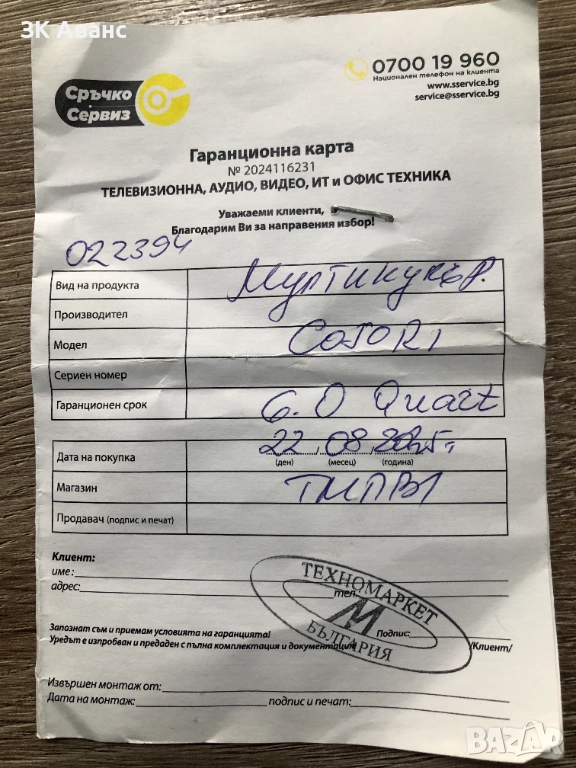 ЗК Аванс
Сръчко
Сервиз
0700 19 960
Национален телефон на клиента
www.sservice.bg
service@sservice.bg
Гаранционна карта
№ 2024116231
ТЕЛЕВИЗИОННА, АУДИО, ВИДЕО, ИТ и ОФИС ТЕХНИКА
Уважаеми клиенти,
Благодарим Ви за направения избор!
022394
Вид на продукта Мултикукър.
Производител
Модел COSORI
Сериен номер
Гаранционен срок 6.0 Quart
Дата на покупка 22 . 08 . 2025 г.
(ден) (месец) (година)
Магазин
Продавач (подпис и печат)
Клиент:
име:
адрес: тел.
ТЕХНОМАРКЕТ
М
БЪЛГАРИЯ
Подпис /Клиент/
Запознат съм и приемам условията на гаранцията!
Уредът е изпробван и предаден с пълна комплектация и документация
Извършен монтаж от:
Дата на монтаж: подпис и печат:
BAZAR